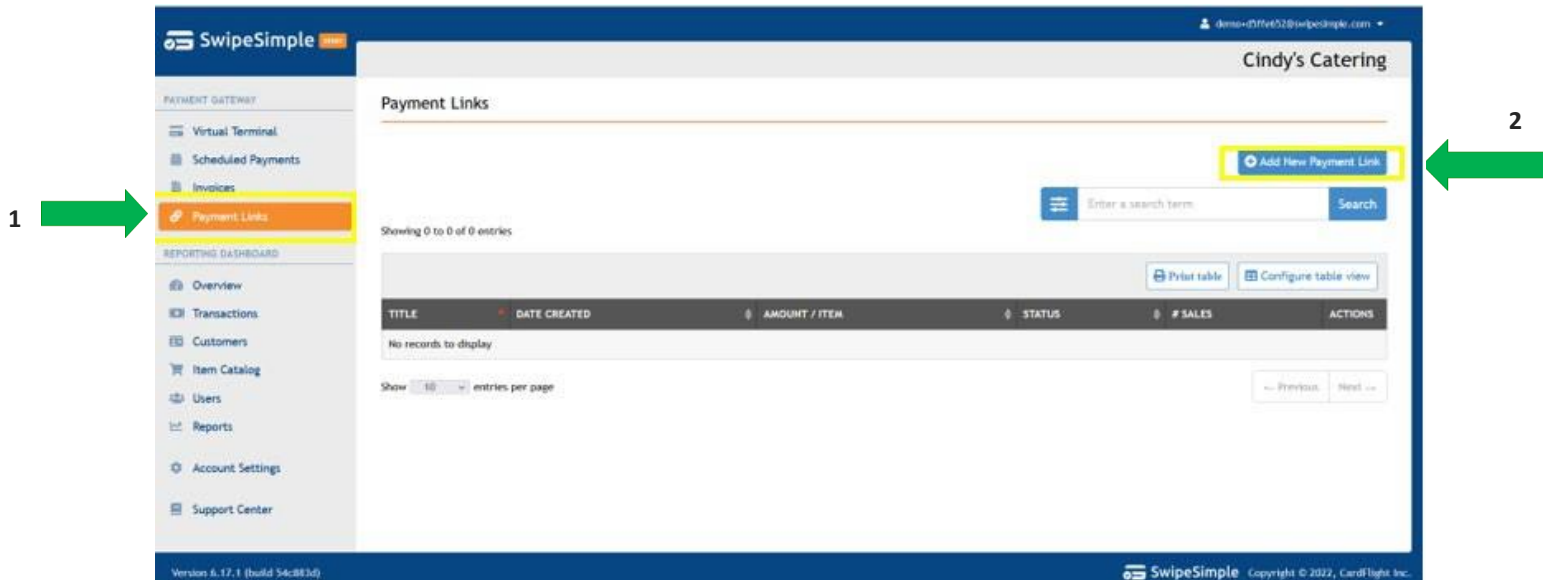 SwipeSimple
Cindy's Catering
PAYMENT GATEWAY
Virtual Terminal
Scheduled Payments
Invoices
Payment Links
REPORTING DASHBOARD
Overview
Transactions
Customers
Item Catalog
Users
Reports
Account Settings
Support Center
Payment Links
2
Add New Payment Link
1
Enter a search term
Search
Showing 0 to 0 of 0 entries
Print table
Configure table view
TITLE DATE CREATED AMOUNT / ITEM STATUS # SALES ACTIONS
No records to display
Show 10 entries per page
← Previous Next →
Version 6.17.1 (build 54c883d)
SwipeSimple Copyright © 2022, CardFlight Inc.